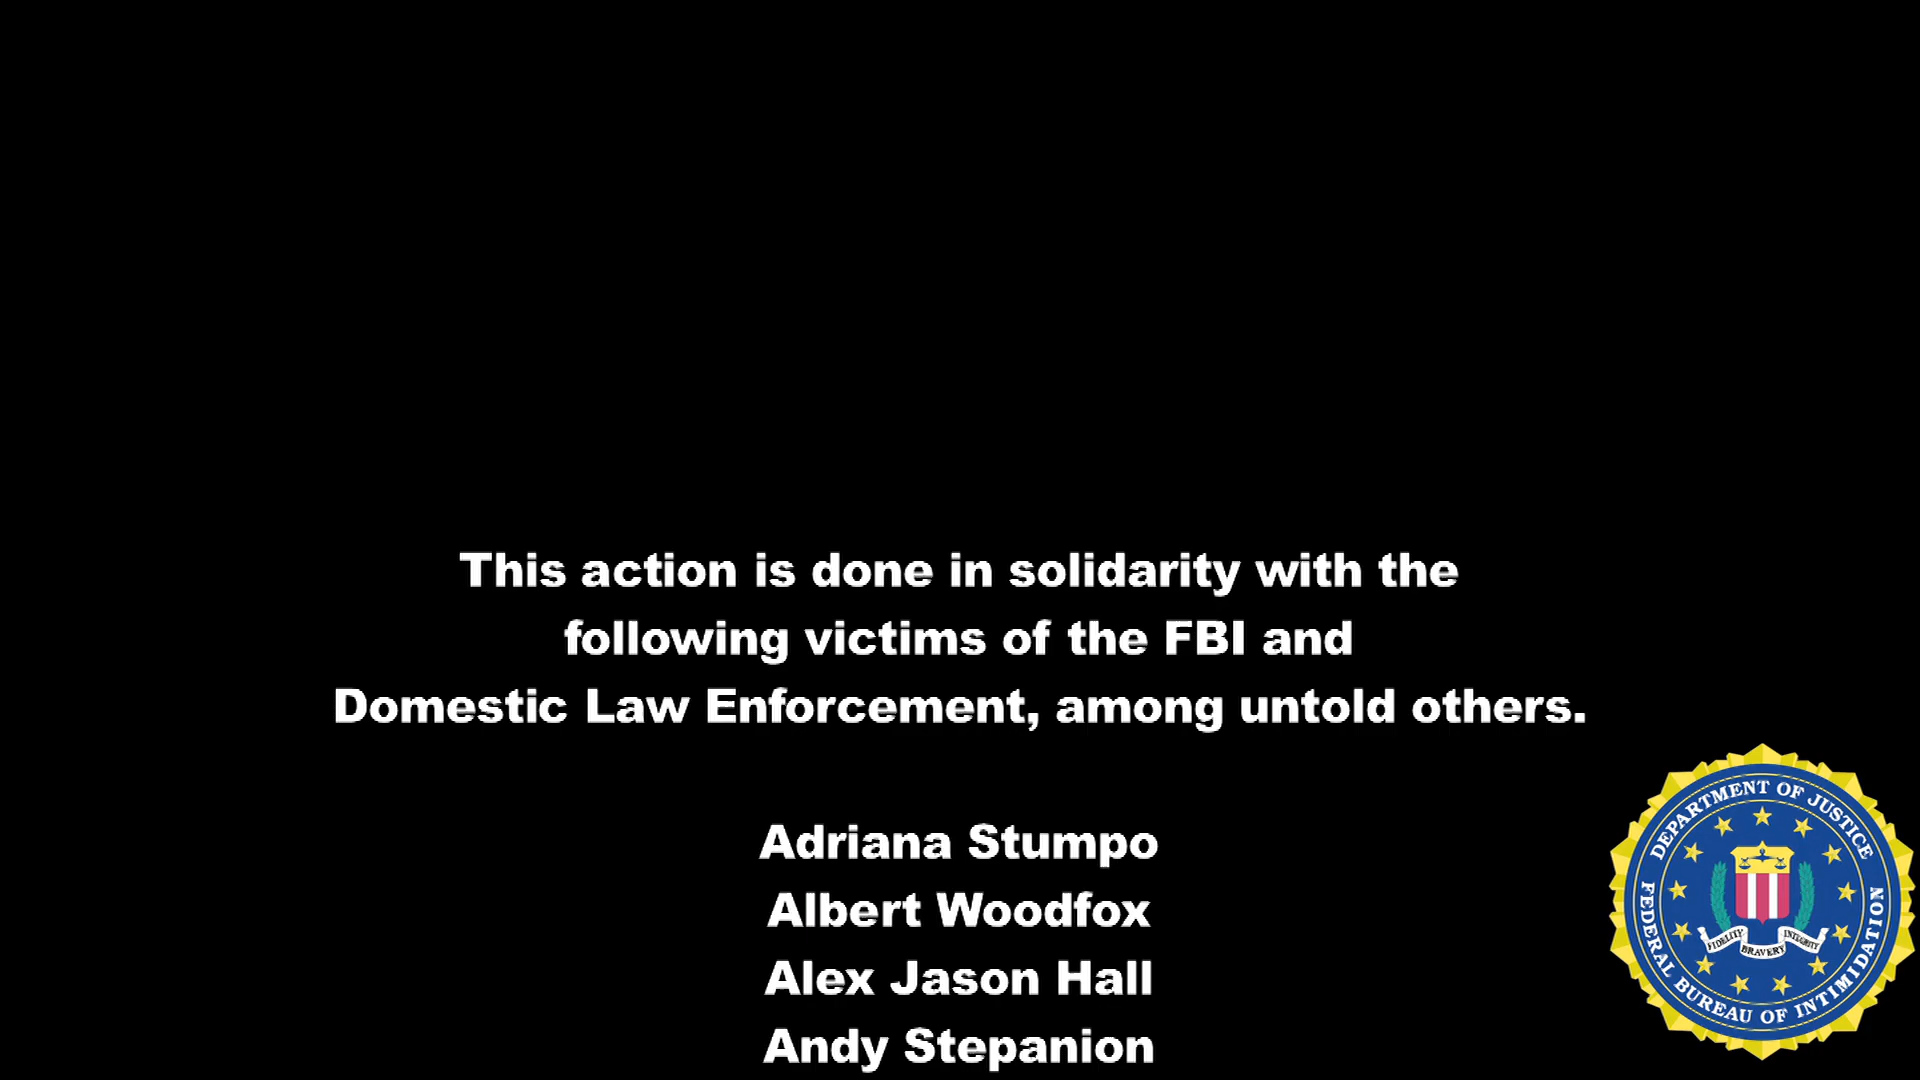 This action is done in solidarity with the
following victims of the FBI and
Domestic Law Enforcement, among untold others.
Adriana Stumpo
Albert Woodfox
Alex Jason Hall
Andy Stepanion
DEPARTMENT OF JUSTICE
FEDERAL BUREAU OF INTIMIDATION
FIDELITY BRAVERY INTEGRITY